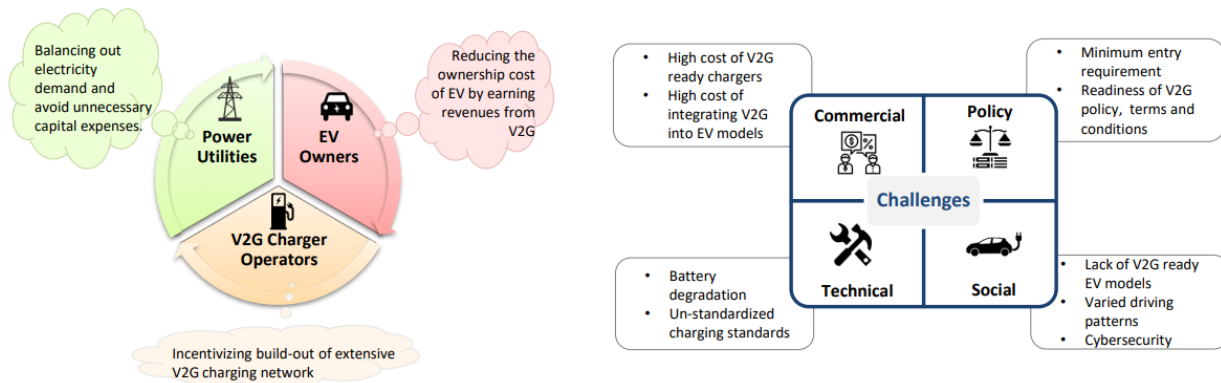 Balancing out
electricity
demand and
avoid unnecessary
capital expenses.
Power
Utilities
EV
Owners
Reducing the
ownership cost
of EV by earning
revenues from
V2G
V2G Charger
Operators
Incentivizing build-out of extensive
V2G charging network
• High cost of V2G
ready chargers
• High cost of
integrating V2G
into EV models
Commercial
$
%
Policy
• Minimum entry
requirement
• Readiness of V2G
policy, terms and
conditions
Challenges
• Battery
degradation
• Un-standardized
charging standards
Technical
Social
• Lack of V2G ready
EV models
• Varied driving
patterns
• Cybersecurity